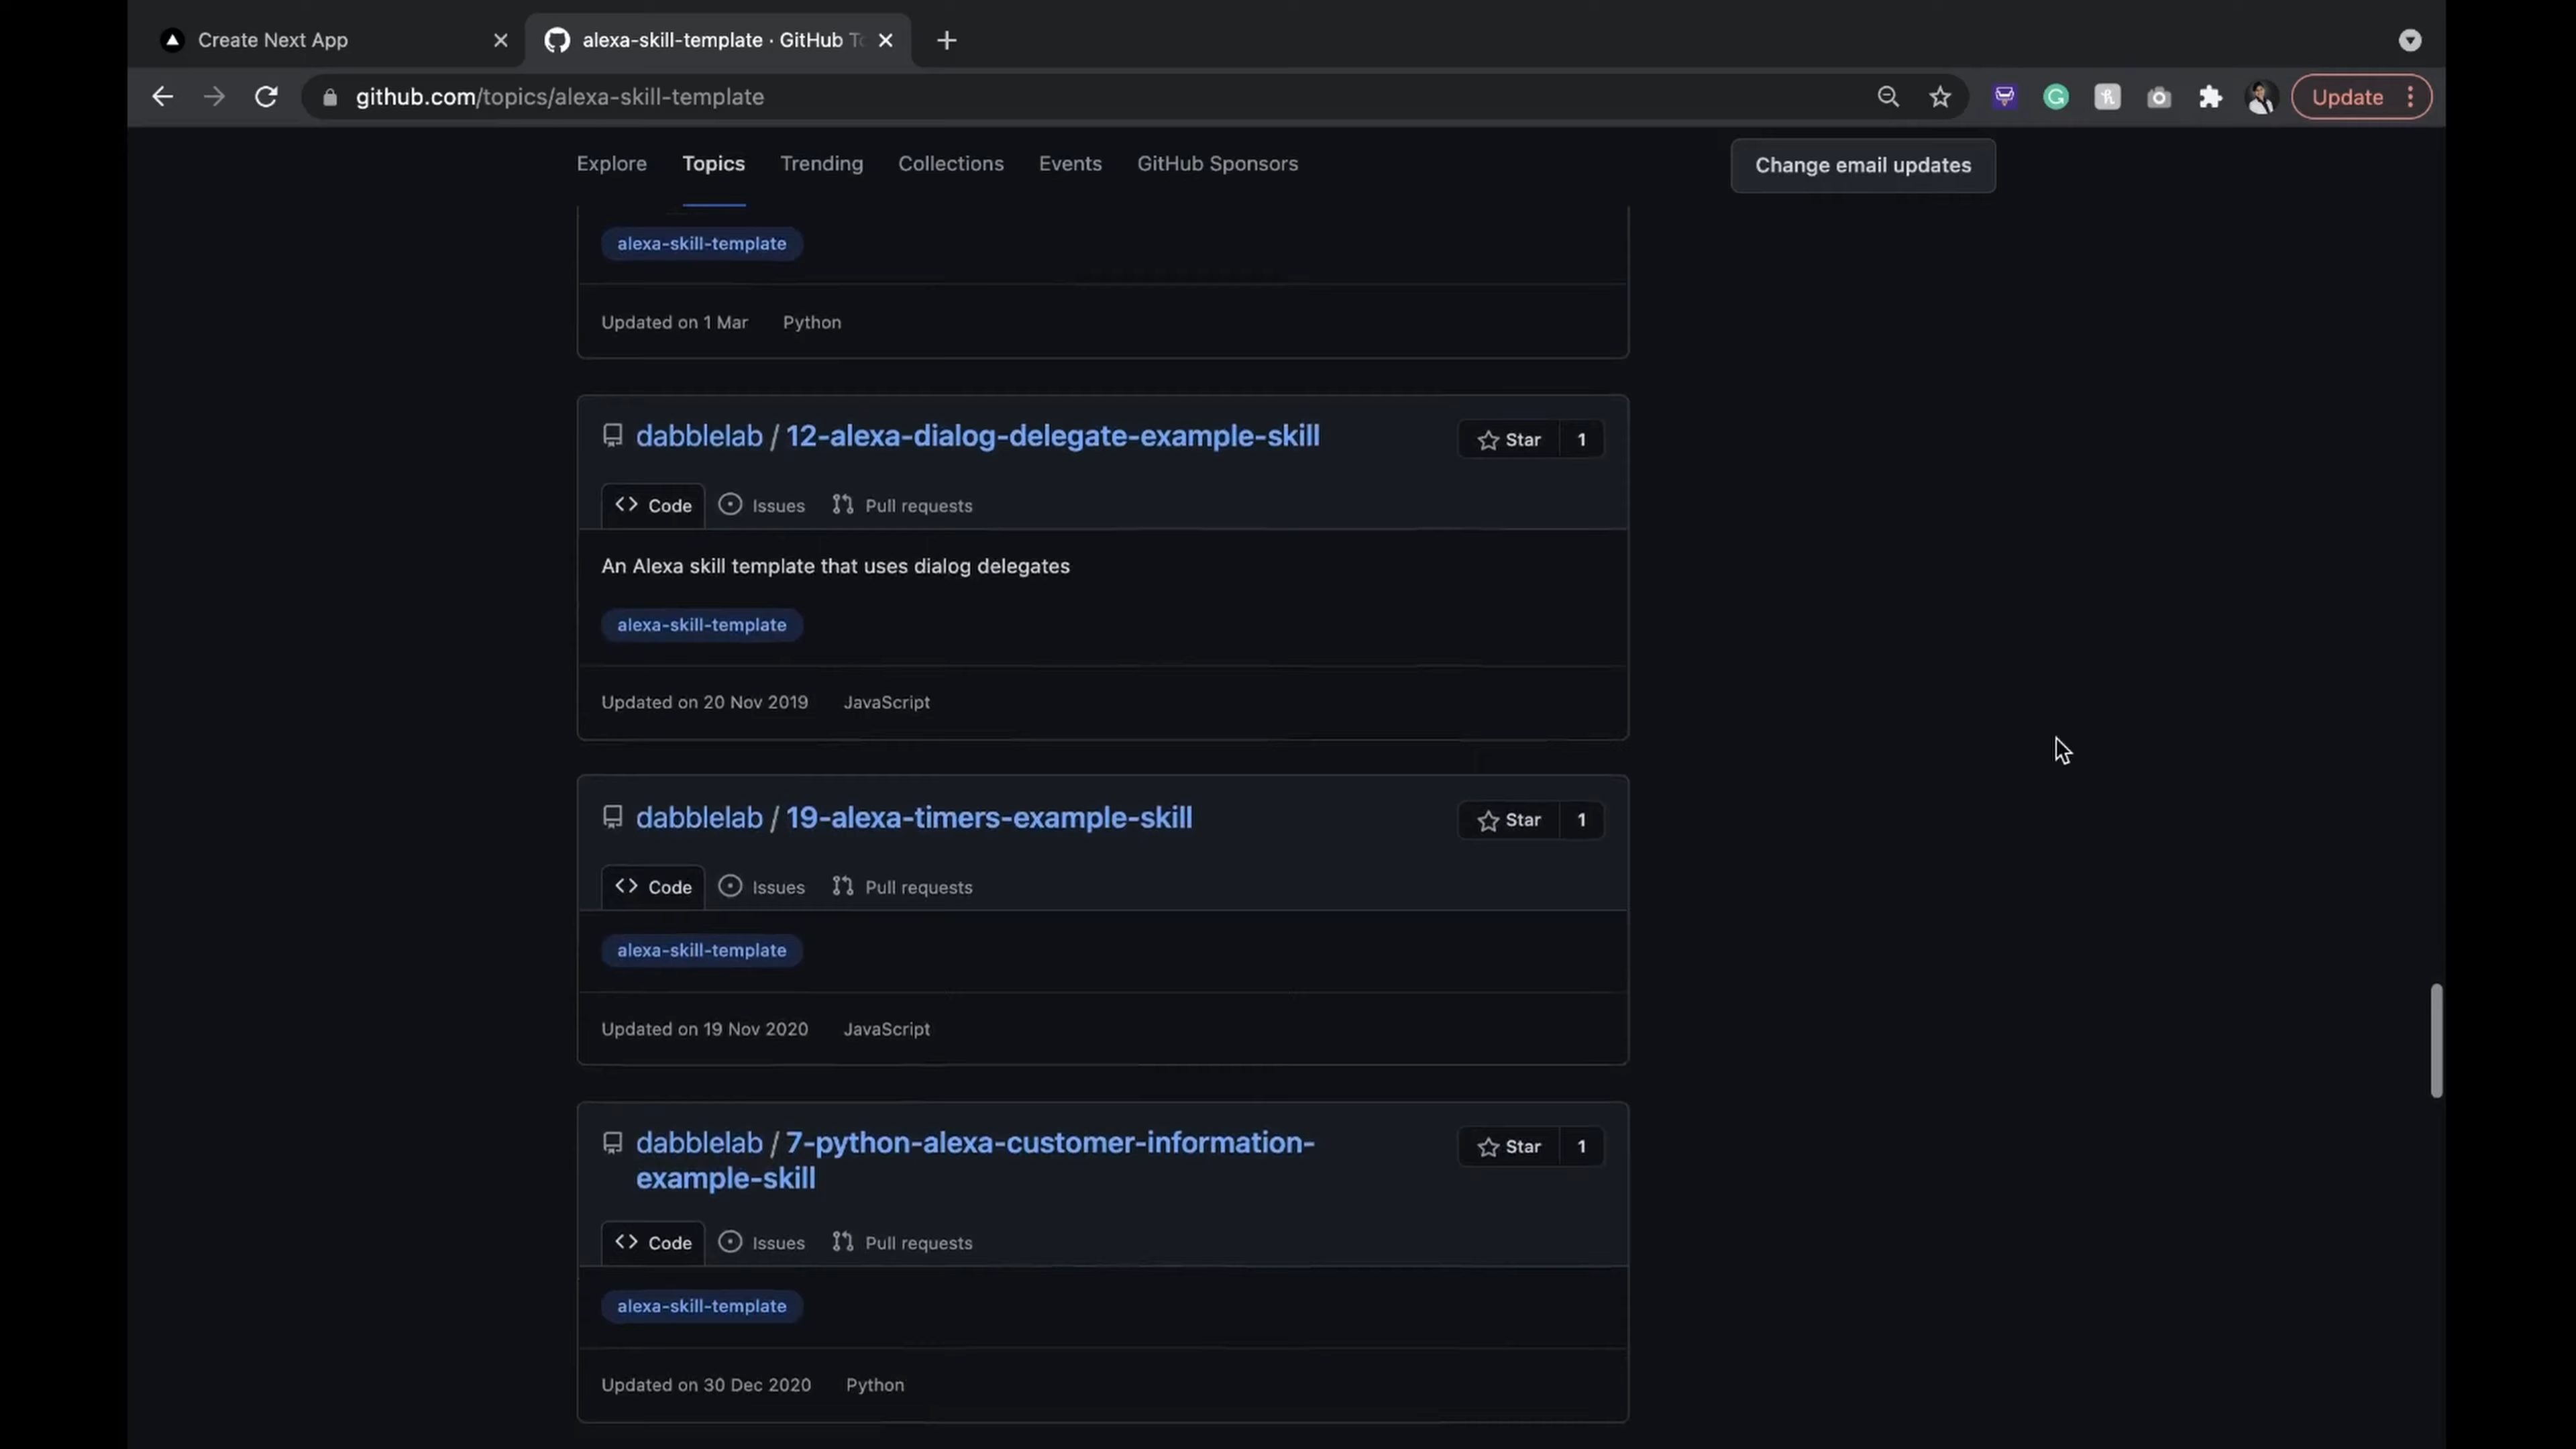 Create Next App
alexa-skill-template · GitHub To
github.com/topics/alexa-skill-template
Update
Explore Topics Trending Collections Events GitHub Sponsors
Change email updates
alexa-skill-template
Updated on 1 Mar Python
dabblelab / 12-alexa-dialog-delegate-example-skill
Star 1
Code Issues Pull requests
An Alexa skill template that uses dialog delegates
alexa-skill-template
Updated on 20 Nov 2019 JavaScript
dabblelab / 19-alexa-timers-example-skill
Star 1
Code Issues Pull requests
alexa-skill-template
Updated on 19 Nov 2020 JavaScript
dabblelab / 7-python-alexa-customer-information-
example-skill
Star 1
Code Issues Pull requests
alexa-skill-template
Updated on 30 Dec 2020 Python